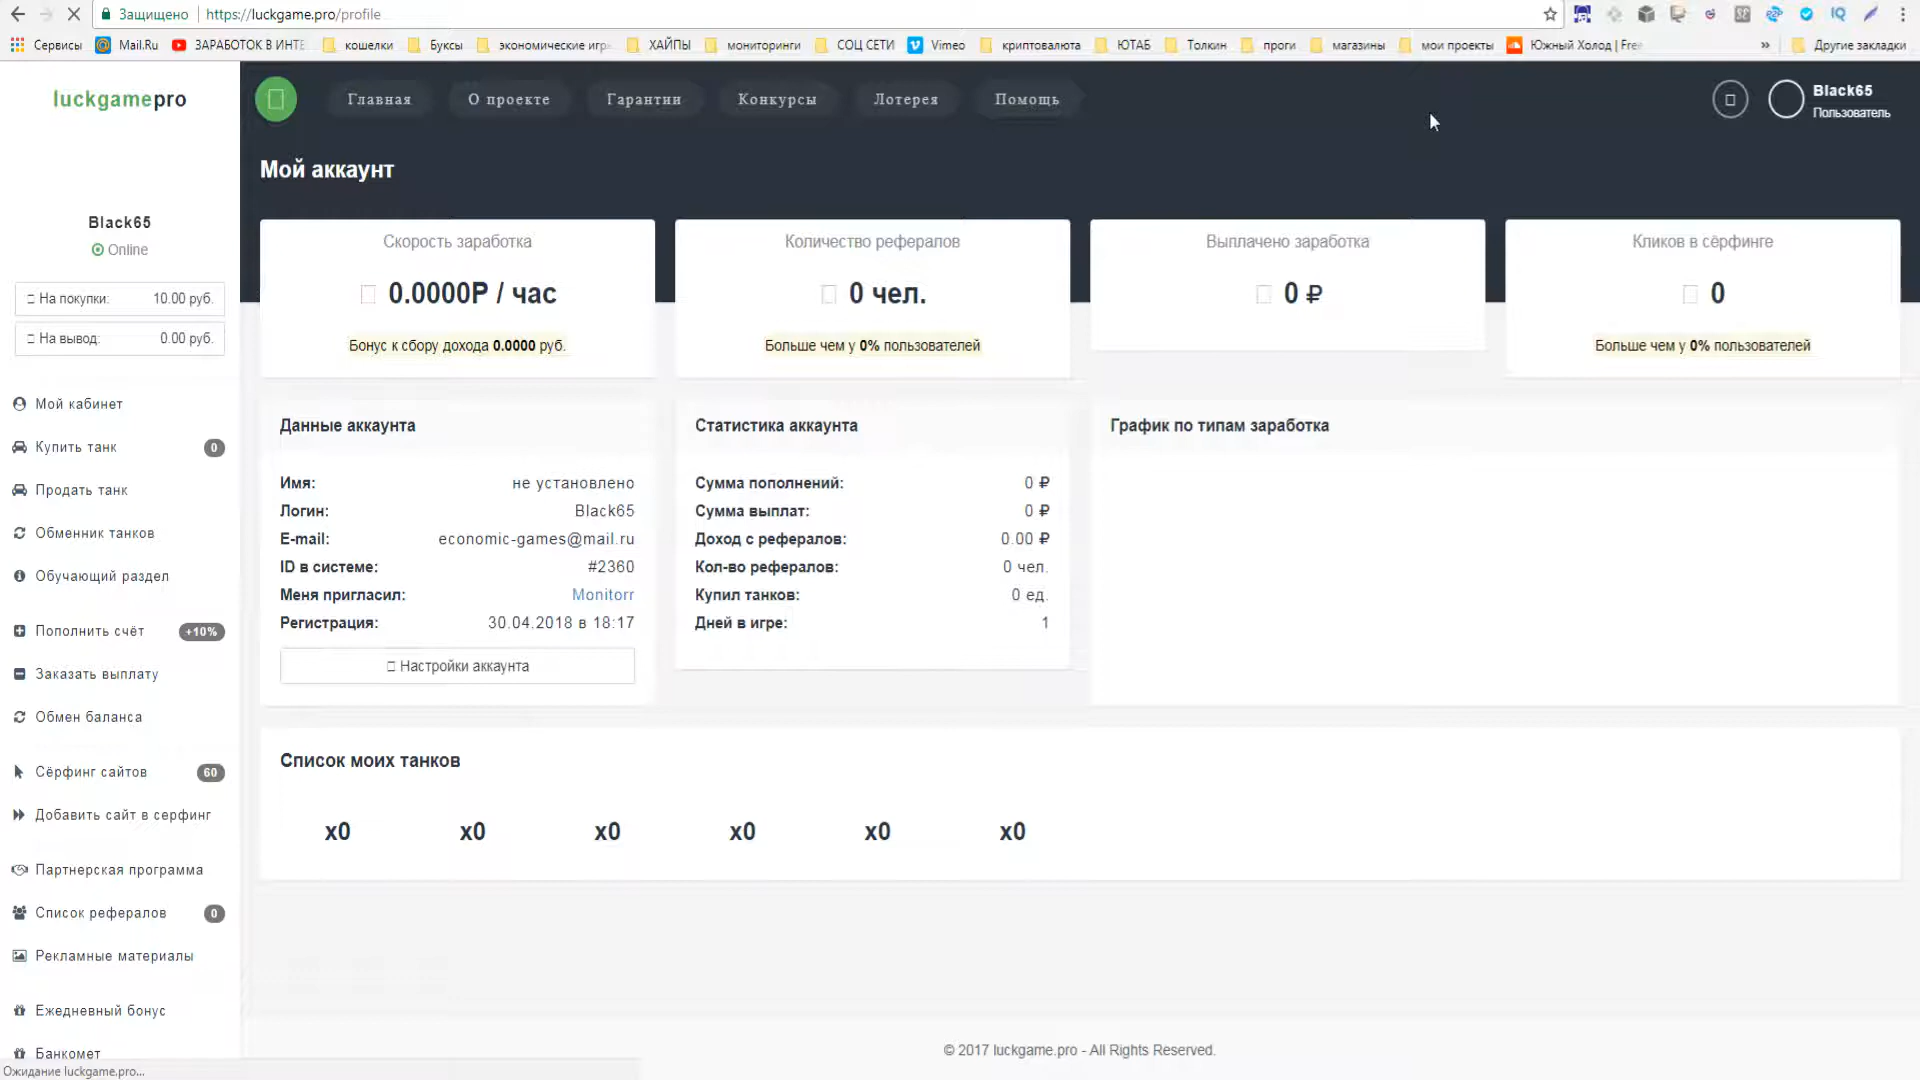 Защищено https://luckgame.pro/profile
Сервисы Mail.Ru ЗАРАБОТОК В ИНТЕ кошелки Буксы экономические игр ХАЙПЫ мониторинги СОЦ СЕТИ Vimeo криптовалюта ЮТАБ Толкин проги магазины мои проекты Южный Холод | Free » Другие закладки
luckgamepro
Главная О проекте Гарантии Конкурсы Лотерея Помощь
Black65
Пользователь
Мой аккаунт
Black65
Online
На покупки: 10.00 руб.
На вывод: 0.00 руб.
Мой кабинет
Купить танк 0
Продать танк
Обменник танков
Обучающий раздел
Пополнить счёт +10%
Заказать выплату
Обмен баланса
Сёрфинг сайтов 60
Добавить сайт в серфинг
Партнерская программа
Список рефералов 0
Рекламные материалы
Ежедневный бонус
Банкомет
Скорость заработка
0.0000Р / час
Бонус к сбору дохода 0.0000 руб.
Количество рефералов
0 чел.
Больше чем у 0% пользователей
Выплачено заработка
0 ₽
Кликов в сёрфинге
0
Больше чем у 0% пользователей
Данные аккаунта
Имя: не установлено
Логин: Black65
E-mail: economic-games@mail.ru
ID в системе: #2360
Меня пригласил: Monitorr
Регистрация: 30.04.2018 в 18:17
Настройки аккаунта
Статистика аккаунта
Сумма пополнений: 0 ₽
Сумма выплат: 0 ₽
Доход с рефералов: 0.00 ₽
Кол-во рефералов: 0 чел.
Купил танков: 0 ед.
Дней в игре: 1
График по типам заработка
Список моих танков
x0 x0 x0 x0 x0 x0
© 2017 luckgame.pro - All Rights Reserved.
Ожидание luckgame.pro...